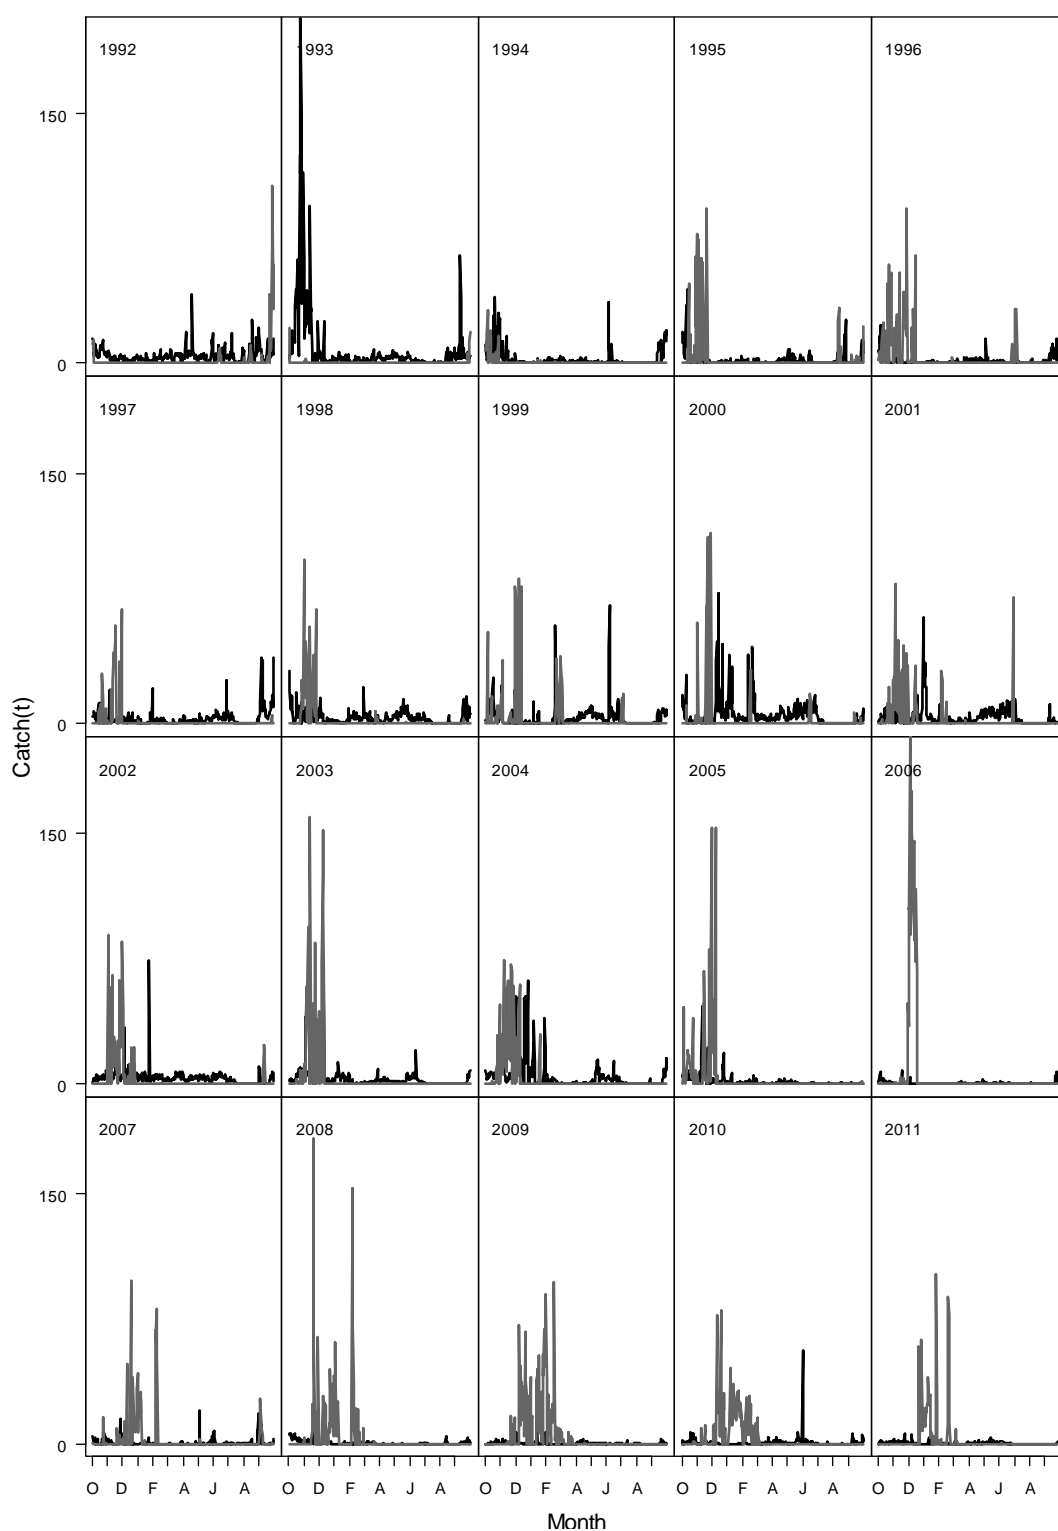 1992 1993 1994 1995 1996
150
0
1997 1998 1999 2000 2001
150
0
Catch(t)
2002 2003 2004 2005 2006
150
0
2007 2008 2009 2010 2011
150
0
O D F A J A O D F A J A O D F A J A O D F A J A O D F A J A
Month